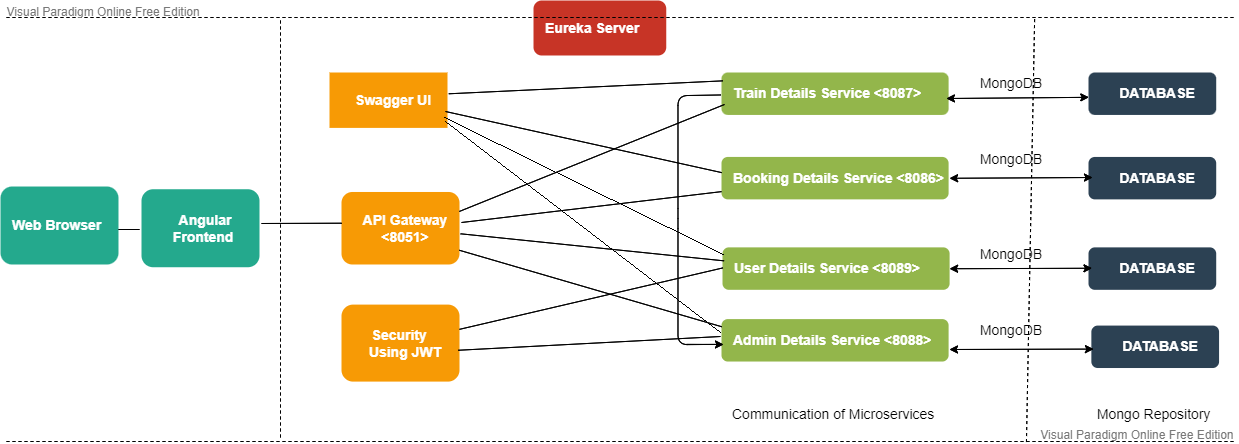 Visual Paradigm Online Free Edition
Eureka Server
Swagger UI
Train Details Service <8087>
MongoDB
DATABASE
Booking Details Service <8086>
MongoDB
DATABASE
Web Browser
Angular
Frontend
API Gateway
<8051>
User Details Service <8089>
MongoDB
DATABASE
Security
Using JWT
Admin Details Service <8088>
MongoDB
DATABASE
Communication of Microservices
Mongo Repository
Visual Paradigm Online Free Edition